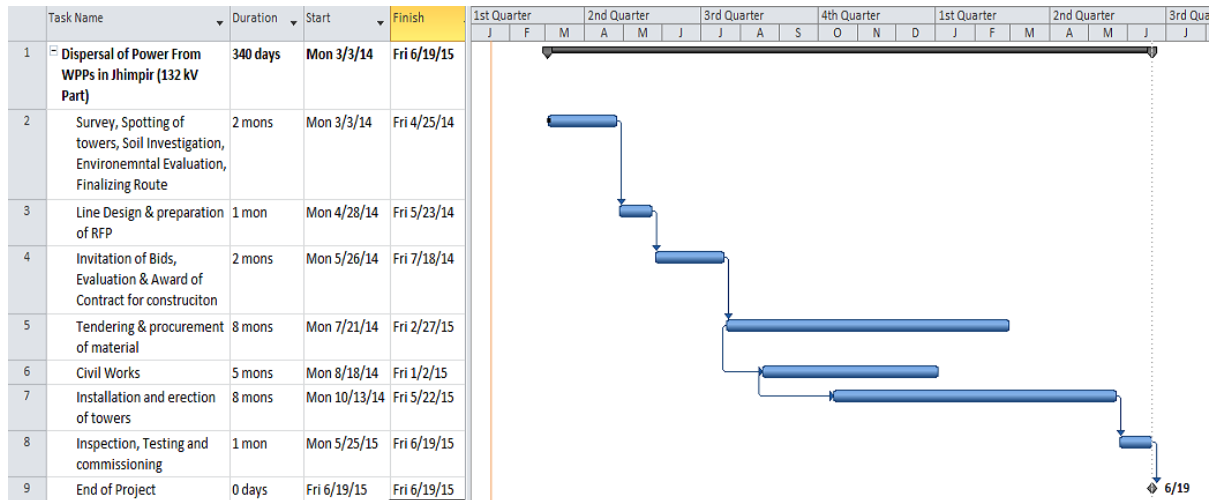 Task Name Duration Start Finish 1st Quarter 2nd Quarter 3rd Quarter 4th Quarter 1st Quarter 2nd Quarter 3rd Qua
J F M A M J J A S O N D J F M A M J J
1 Dispersal of Power From 340 days Mon 3/3/14 Fri 6/19/15
WPPs in Jhimpir (132 kV
Part)
2 Survey, Spotting of 2 mons Mon 3/3/14 Fri 4/25/14
towers, Soil Investigation,
Environemntal Evaluation,
Finalizing Route
3 Line Design & preparation 1 mon Mon 4/28/14 Fri 5/23/14
of RFP
4 Invitation of Bids, 2 mons Mon 5/26/14 Fri 7/18/14
Evaluation & Award of
Contract for construciton
5 Tendering & procurement 8 mons Mon 7/21/14 Fri 2/27/15
of material
6 Civil Works 5 mons Mon 8/18/14 Fri 1/2/15
7 Installation and erection 8 mons Mon 10/13/14 Fri 5/22/15
of towers
8 Inspection, Testing and 1 mon Mon 5/25/15 Fri 6/19/15
commissioning
9 End of Project 0 days Fri 6/19/15 Fri 6/19/15 6/19